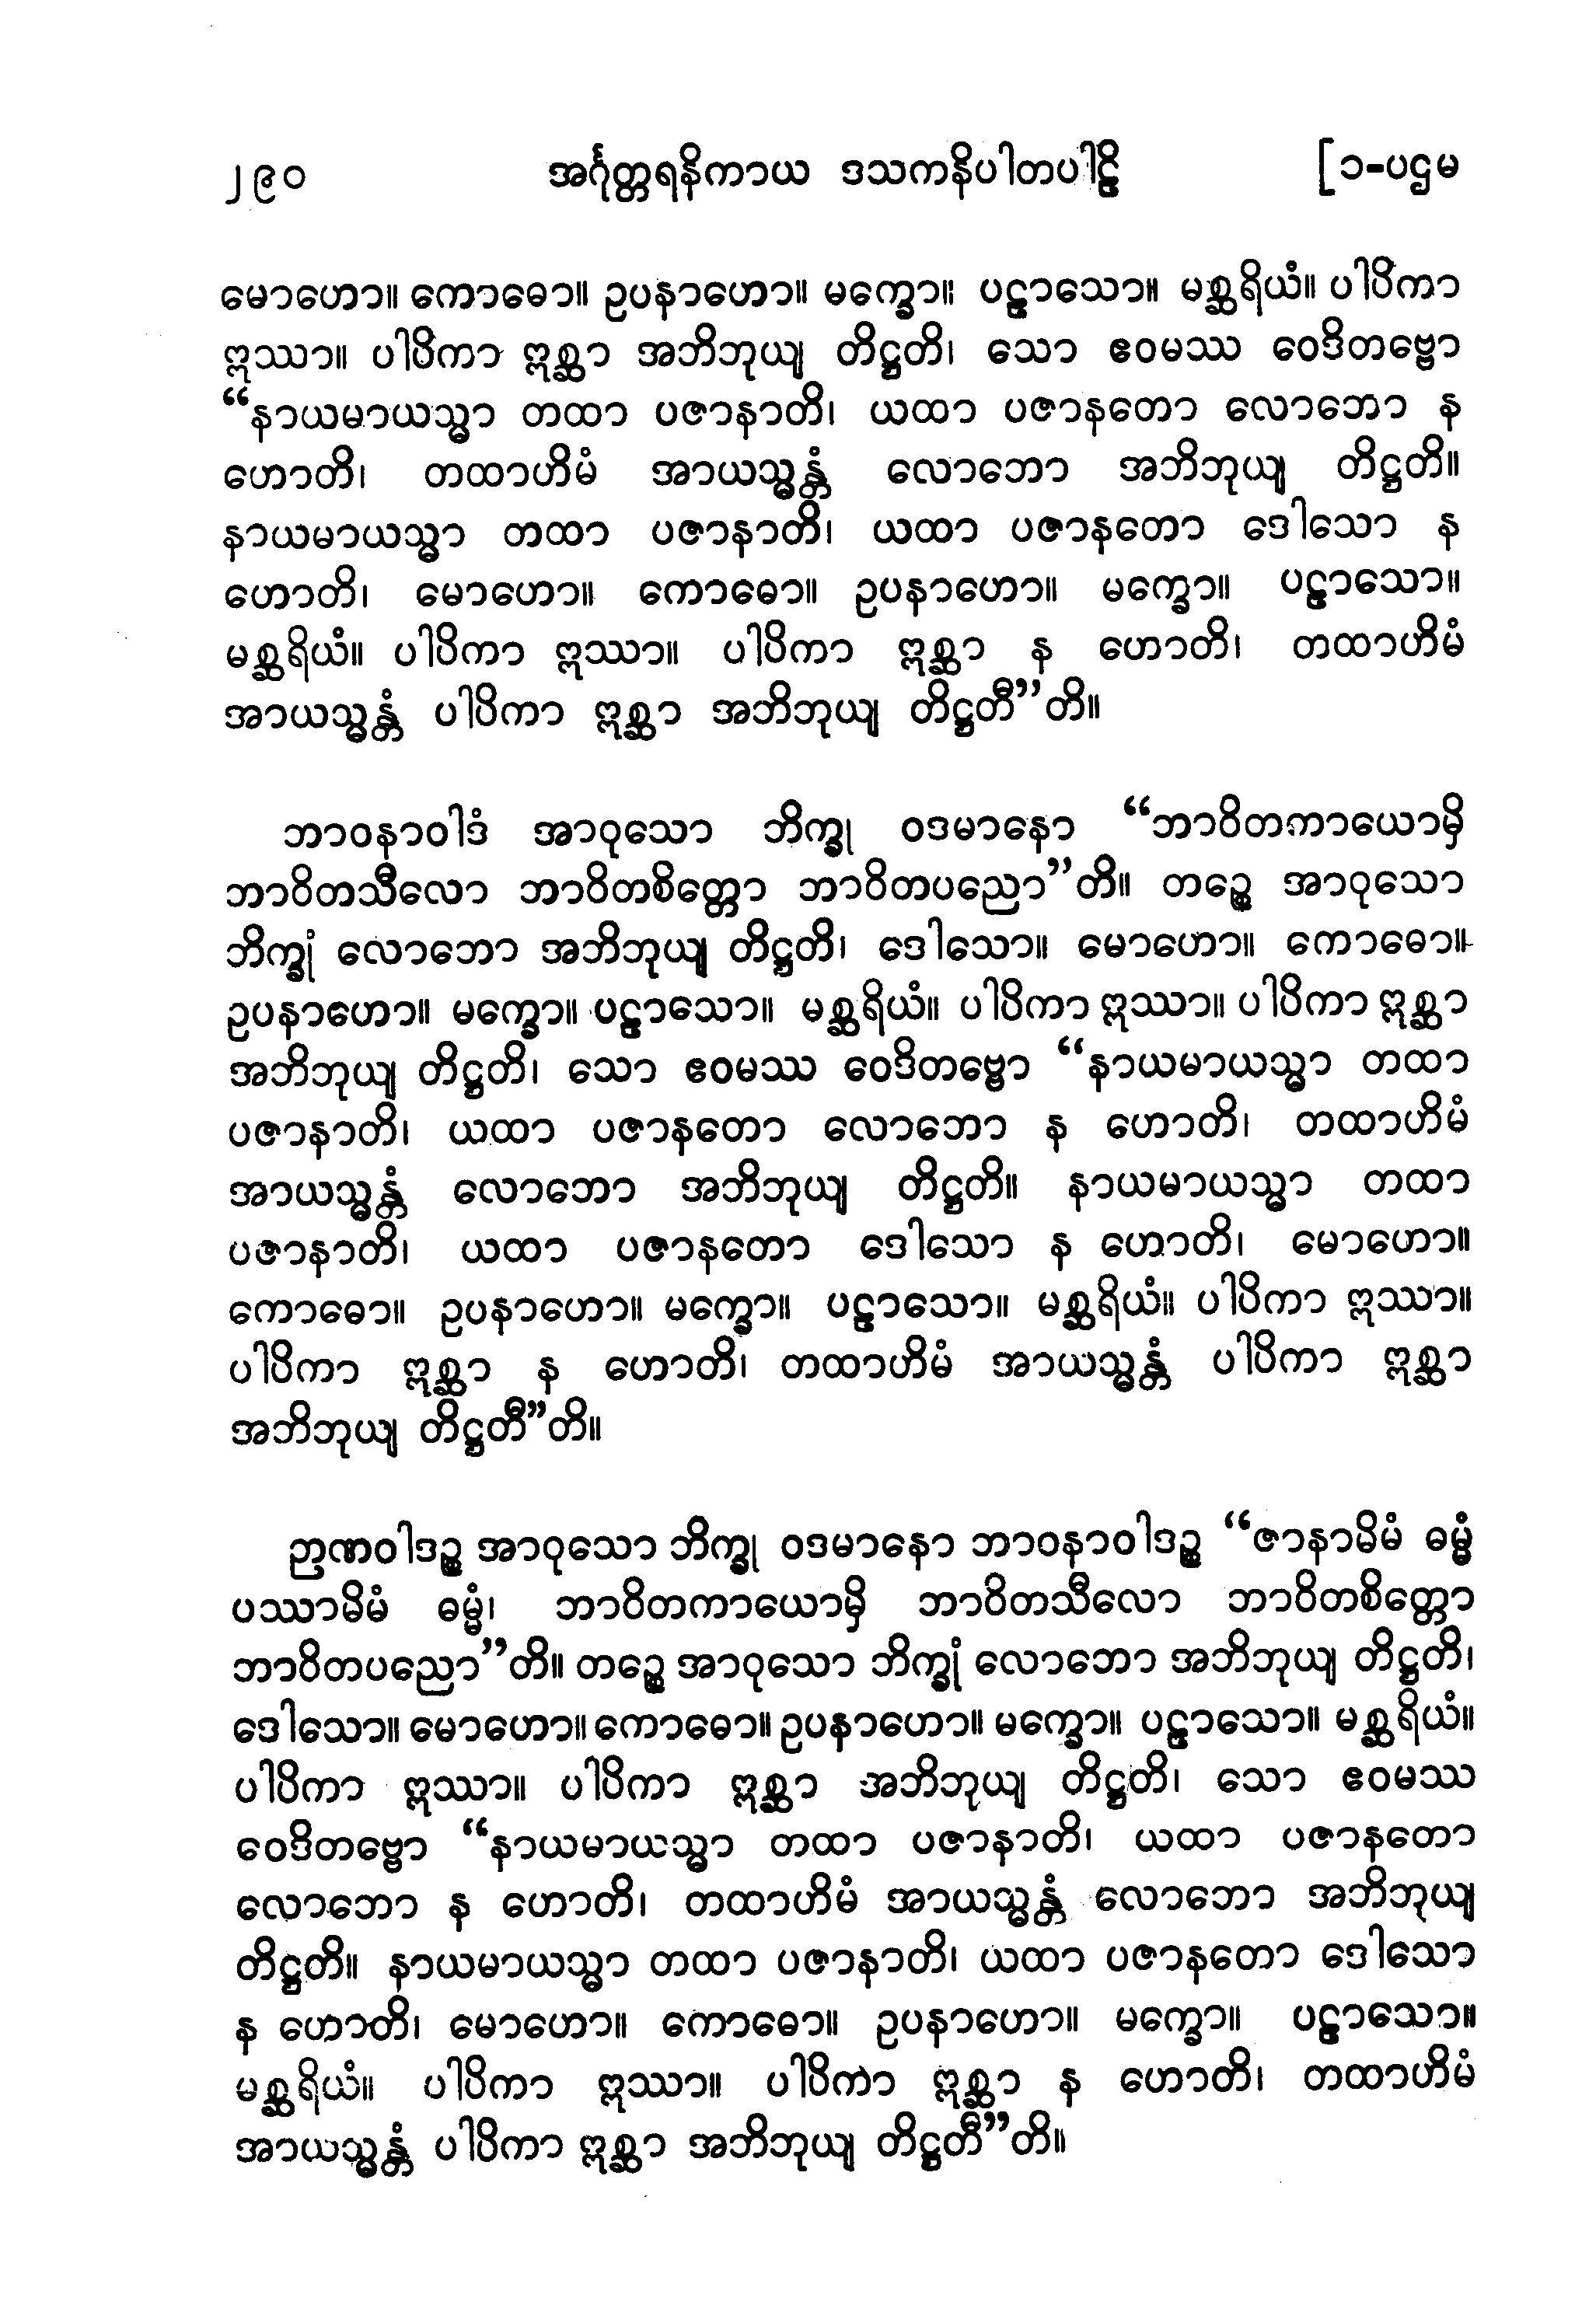 ၂၉၀ အင်္ဂုတ္တရနိကာယ ဒသကနိပါတပါဠိ [၁-ပဌမ
မောဟော။ ကောဓော။ ဥပနာဟော။ မက္ခော။ ပဠာသော။ မစ္ဆရိယံ။ ပါပိကာ
ဣဿာ။ ပါပိကာ ဣစ္ဆာ အဘိဘုယျ တိဋ္ဌတိ၊ သော ဧဝမဿ ဝေဒိတဗ္ဗော
“နာယမာယသ္မာ တထာ ပဇာနာတိ၊ ယထာ ပဇာနတော လောဘော န
ဟောတိ၊ တထာဟိမံ အာယသ္မန္တံ လောဘော အဘိဘုယျ တိဋ္ဌတိ။
နာယမာယသ္မာ တထာ ပဇာနာတိ၊ ယထာ ပဇာနတော ဒေါသော န
ဟောတိ၊ မောဟော။ ကောဓော။ ဥပနာဟော။ မက္ခော။ ပဠာသော။
မစ္ဆရိယံ။ ပါပိကာ ဣဿာ။ ပါပိကာ ဣစ္ဆာ န ဟောတိ၊ တထာဟိမံ
အာယသ္မန္တံ ပါပိကာ ဣစ္ဆာ အဘိဘုယျ တိဋ္ဌတီ”တိ။
ဘာဝနာဝါဒံ အာဝုသော ဘိက္ခု ဝဒမာနော “ဘာဝိတကာယောမှိ
ဘာဝိတသီလော ဘာဝိတစိတ္တော ဘာဝိတပညော”တိ။ တဉ္စေ အာဝုသော
ဘိက္ခုံ လောဘော အဘိဘုယျ တိဋ္ဌတိ၊ ဒေါသော။ မောဟော။ ကောဓော။
ဥပနာဟော။ မက္ခော။ ပဠာသော။ မစ္ဆရိယံ။ ပါပိကာ ဣဿာ။ ပါပိကာ ဣစ္ဆာ
အဘိဘုယျ တိဋ္ဌတိ၊ သော ဧဝမဿ ဝေဒိတဗ္ဗော “နာယမာယသ္မာ တထာ
ပဇာနာတိ၊ ယထာ ပဇာနတော လောဘော န ဟောတိ၊ တထာဟိမံ
အာယသ္မန္တံ လောဘော အဘိဘုယျ တိဋ္ဌတိ။ နာယမာယသ္မာ တထာ
ပဇာနာတိ၊ ယထာ ပဇာနတော ဒေါသော န ဟောတိ၊ မောဟော။
ကောဓော။ ဥပနာဟော။ မက္ခော။ ပဠာသော။ မစ္ဆရိယံ။ ပါပိကာ ဣဿာ။
ပါပိကာ ဣစ္ဆာ န ဟောတိ၊ တထာဟိမံ အာယသ္မန္တံ ပါပိကာ ဣစ္ဆာ
အဘိဘုယျ တိဋ္ဌတီ”တိ။
ဉာဏဝါဒဉ္စ အာဝုသော ဘိက္ခု ဝဒမာနော ဘာဝနာဝါဒဉ္စ “ဇာနာမိမံ ဓမ္မံ
ပဿာမိမံ ဓမ္မံ၊ ဘာဝိတကာယောမှိ ဘာဝိတသီလော ဘာဝိတစိတ္တော
ဘာဝိတပညော”တိ။ တဉ္စေ အာဝုသော ဘိက္ခုံ လောဘော အဘိဘုယျ တိဋ္ဌတိ၊
ဒေါသော။ မောဟော။ ကောဓော။ ဥပနာဟော။ မက္ခော။ ပဠာသော။ မစ္ဆရိယံ။
ပါပိကာ ဣဿာ။ ပါပိကာ ဣစ္ဆာ အဘိဘုယျ တိဋ္ဌတိ၊ သော ဧဝမဿ
ဝေဒိတဗ္ဗော “နာယမာယသ္မာ တထာ ပဇာနာတိ၊ ယထာ ပဇာနတော
လောဘော န ဟောတိ၊ တထာဟိမံ အာယသ္မန္တံ လောဘော အဘိဘုယျ
တိဋ္ဌတိ။ နာယမာယသ္မာ တထာ ပဇာနာတိ၊ ယထာ ပဇာနတော ဒေါသော
န ဟောတိ၊ မောဟော။ ကောဓော။ ဥပနာဟော။ မက္ခော။ ပဠာသော။
မစ္ဆရိယံ။ ပါပိကာ ဣဿာ။ ပါပိကာ ဣစ္ဆာ န ဟောတိ၊ တထာဟိမံ
အာယသ္မန္တံ ပါပိကာ ဣစ္ဆာ အဘိဘုယျ တိဋ္ဌတီ”တိ။